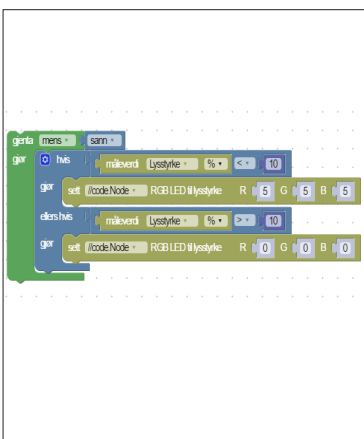 gjenta mens sann
gjør hvis måleverdi Lysstyrke % < 10
gjør sett //code.Node RGB LED til lysstyrke R 5 G 5 B 5
ellers hvis måleverdi Lysstyrke % > 10
gjør sett //code.Node RGB LED til lysstyrke R 0 G 0 B 0